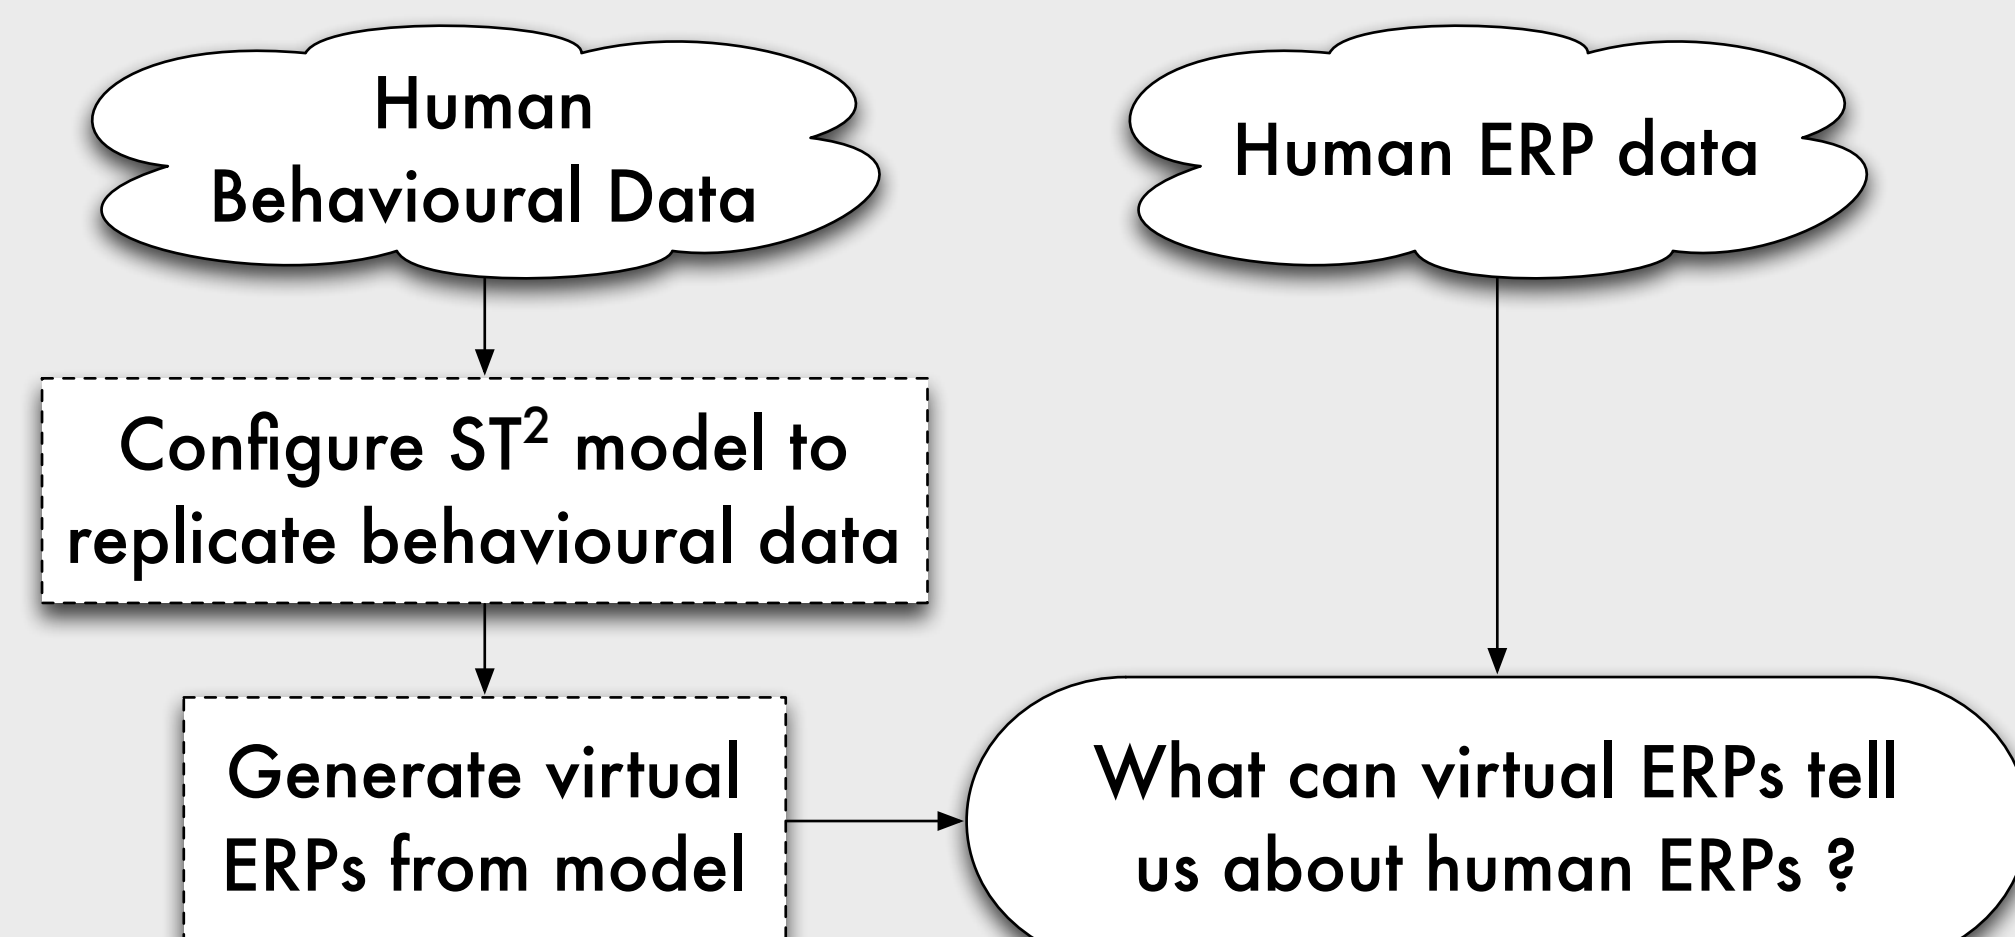 Human
Behavioural Data
Human ERP data
Configure ST² model to
replicate behavioural data
Generate virtual
ERPs from model
What can virtual ERPs tell
us about human ERPs ?